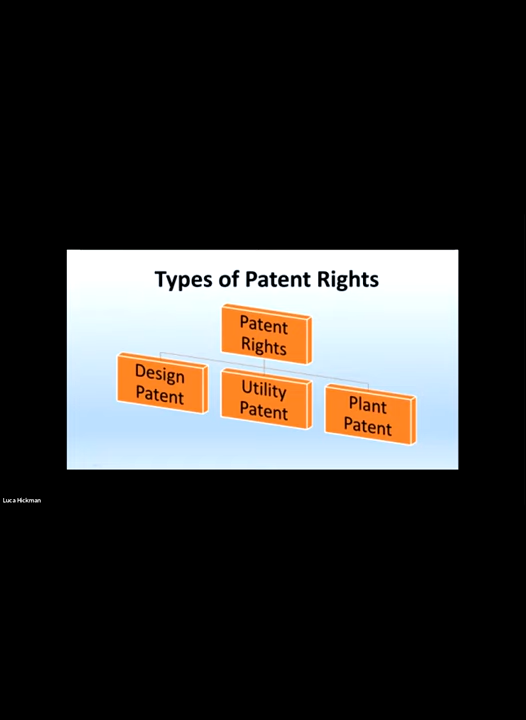 Types of Patent Rights
Patent
Rights
Design
Patent
Utility
Patent
Plant
Patent
Luca Hickman